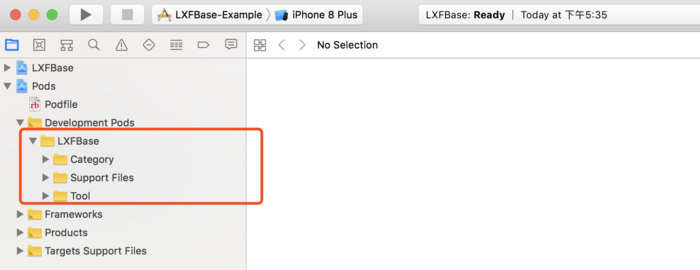 LXFBase-Example 〉 iPhone 8 Plus
LXFBase: Ready | Today at 下午5:35
No Selection
LXFBase
Pods
rb Podfile
Development Pods
LXFBase
Category
Support Files
Tool
Frameworks
Products
Targets Support Files